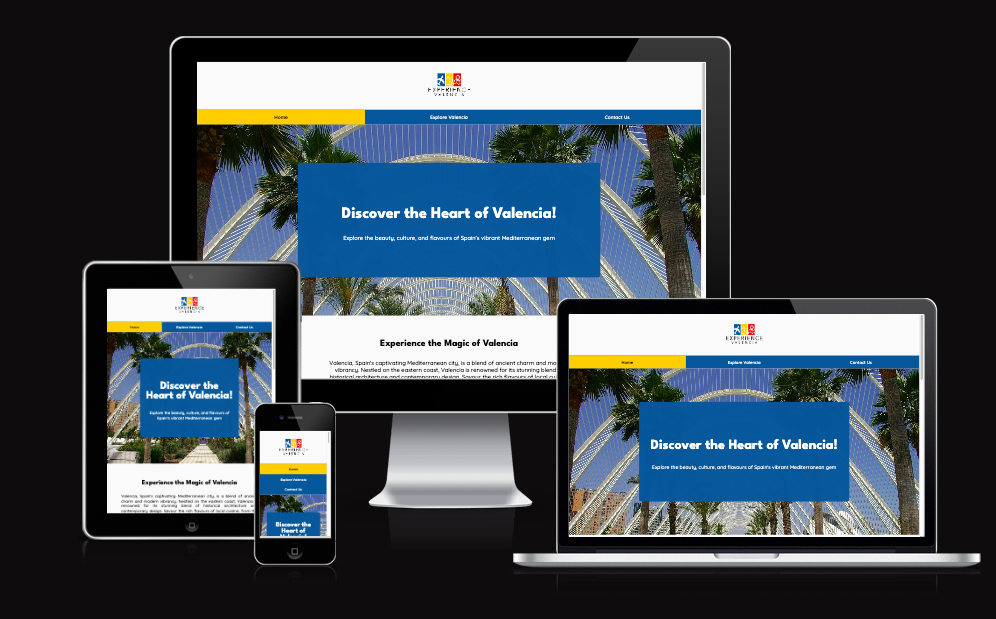 EXPERIENCE
VALENCIA
Home
Explore Valencia
Contact Us
Discover the Heart of Valencia!
Explore the beauty, culture, and flavours of Spain's vibrant Mediterranean gem
Experience the Magic of Valencia
Valencia, Spain's captivating Mediterranean city, is a blend of ancient charm and mo
vibrancy. Nestled on the eastern coast, Valencia is renowned for its stunning blend
historical architecture and contemporary design. Savour the rich flavours of local cu
EXPERIENCE
VALENCIA
Home
Explore Valencia
Contact Us
Discover the
Heart of Valencia!
Explore the beauty, culture, and flavours of
Spain's vibrant Mediterranean gem
Experience the Magic of Valencia
Valencia, Spain's captivating Mediterranean city, is a blend of ancient
charm and modern vibrancy. Nestled on the eastern coast, Valencia
renowned for its stunning blend of historical architecture
contemporary design. Savour the rich flavours of local cuisine, from
EXPERIENCE
VALENCIA
Home
Explore Valencia
Contact Us
Discover the
Heart of
EXPERIENCE
VALENCIA
Home
Explore Valencia
Contact Us
Discover the Heart of Valencia!
Explore the beauty, culture, and flavours of Spain's vibrant Mediterranean gem